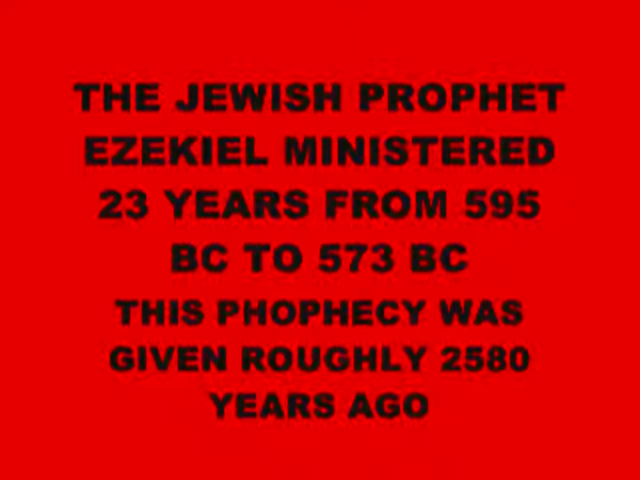 THE JEWISH PROPHET
EZEKIEL MINISTERED
23 YEARS FROM 595
BC TO 573 BC
THIS PHOPHECY WAS
GIVEN ROUGHLY 2580
YEARS AGO